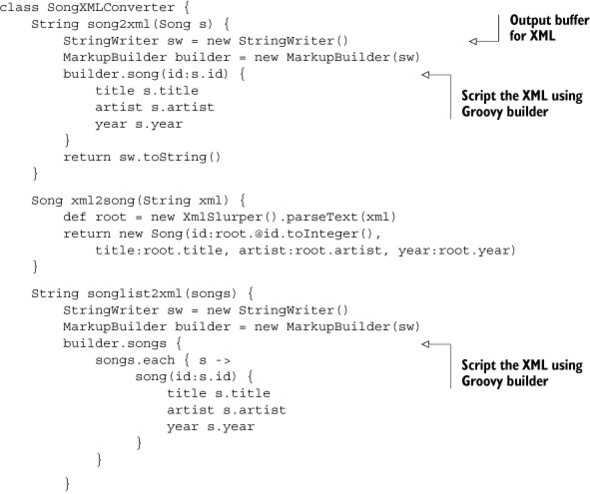 class SongXMLConverter {
    String song2xml(Song s) {
        StringWriter sw = new StringWriter()
        MarkupBuilder builder = new MarkupBuilder(sw)
        builder.song(id:s.id) {
            title s.title
            artist s.artist
            year s.year
        }
        return sw.toString()
    }
Output buffer
for XML
Script the XML using
Groovy builder
    Song xml2song(String xml) {
        def root = new XmlSlurper().parseText(xml)
        return new Song(id:root.@id.toInteger(),
            title:root.title, artist:root.artist, year:root.year)
    }
    String songlist2xml(songs) {
        StringWriter sw = new StringWriter()
        MarkupBuilder builder = new MarkupBuilder(sw)
        builder.songs {
            songs.each { s ->
                song(id:s.id) {
                    title s.title
                    artist s.artist
                    year s.year
                }
            }
        }
Script the XML using
Groovy builder